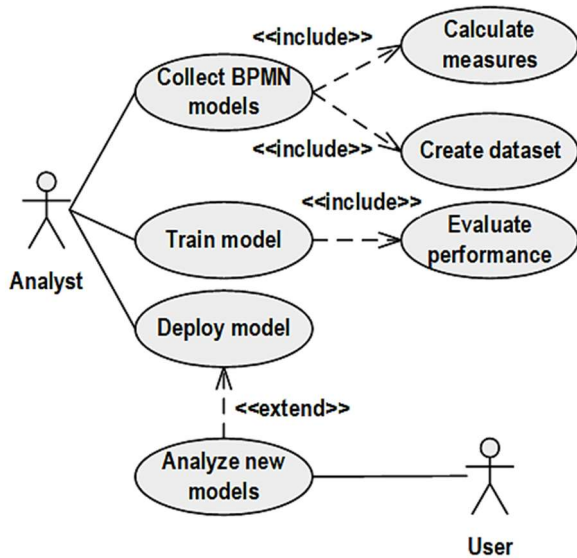 <<include>>
Calculate
measures
Collect BPMN
models
<<include>>
Create dataset
<<include>>
Analyst
Train model
Evaluate
performance
Deploy model
<<extend>>
Analyze new
models
User